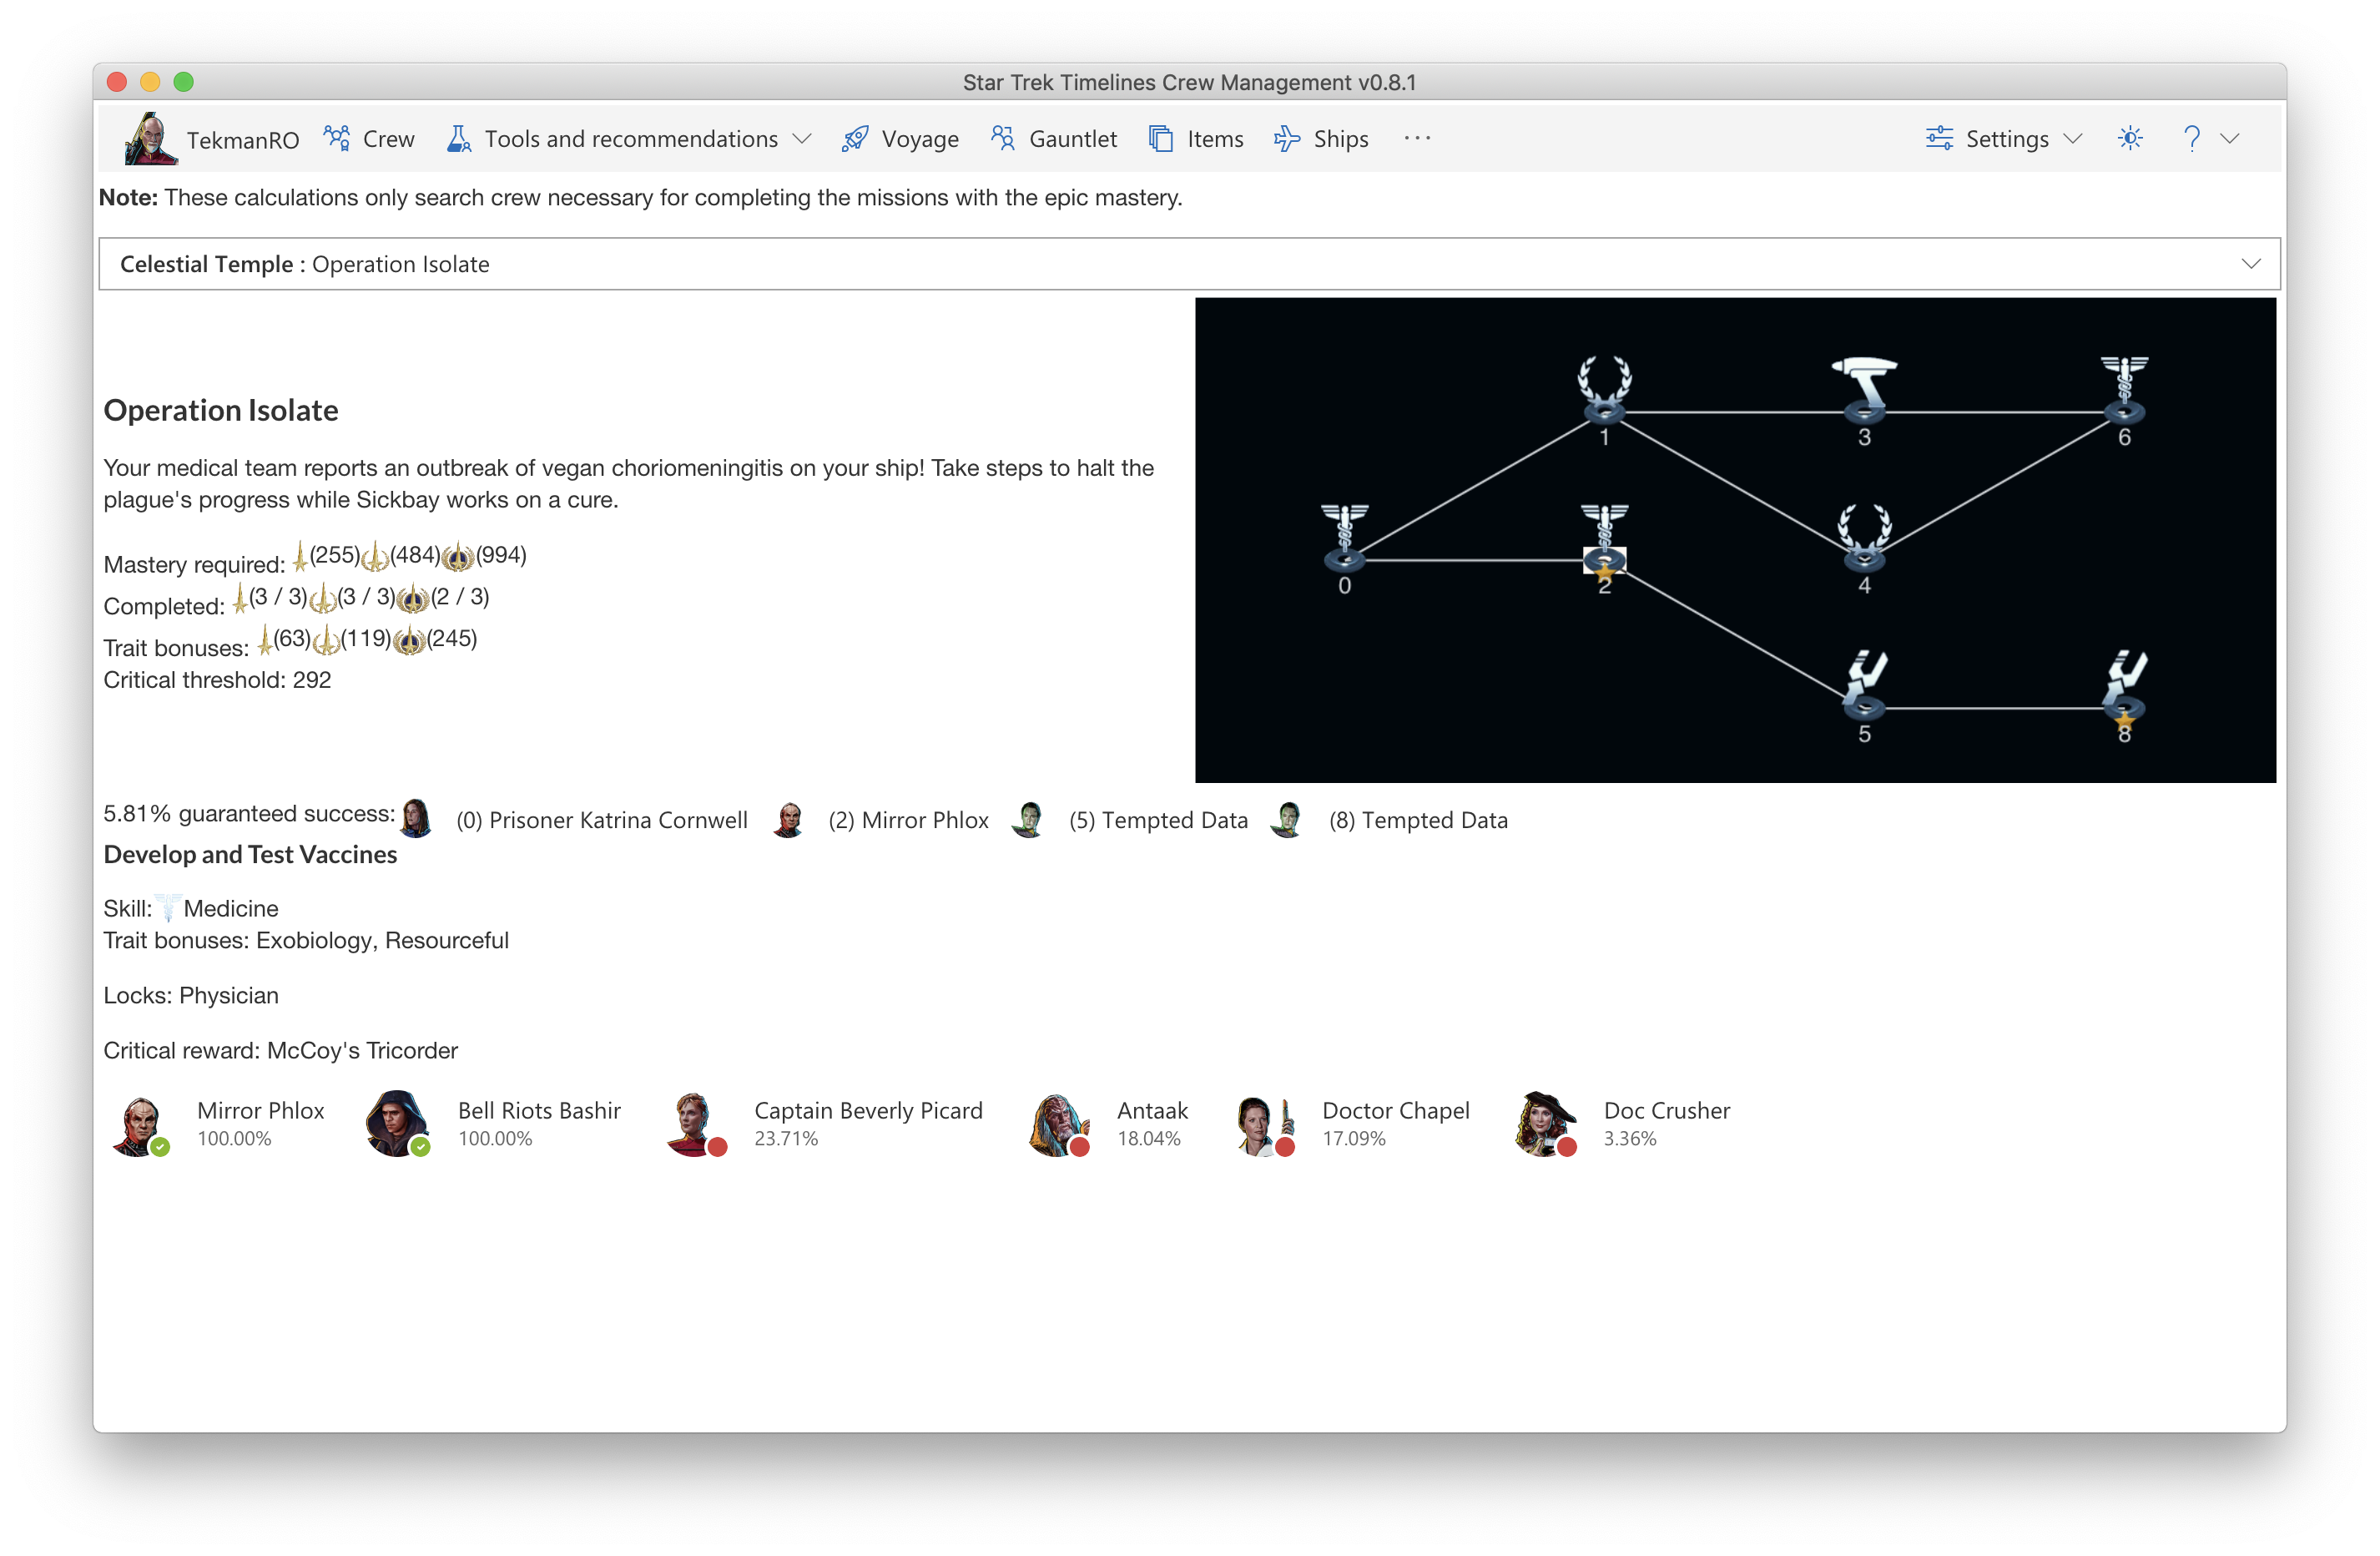 Star Trek Timelines Crew Management v0.8.1
TekmanRO Crew Tools and recommendations Voyage Gauntlet Items Ships ··· Settings ?
Note: These calculations only search crew necessary for completing the missions with the epic mastery.
Celestial Temple : Operation Isolate
Operation Isolate
Your medical team reports an outbreak of vegan choriomeningitis on your ship! Take steps to halt the
plague's progress while Sickbay works on a cure.
Mastery required: (255) (484) (994)
Completed: (3 / 3) (3 / 3) (2 / 3)
Trait bonuses: (63) (119) (245)
Critical threshold: 292
1 3 6
0 2 4
5 8
5.81% guaranteed success: (0) Prisoner Katrina Cornwell (2) Mirror Phlox (5) Tempted Data (8) Tempted Data
Develop and Test Vaccines
Skill: Medicine
Trait bonuses: Exobiology, Resourceful
Locks: Physician
Critical reward: McCoy's Tricorder
Mirror Phlox Bell Riots Bashir Captain Beverly Picard Antaak Doctor Chapel Doc Crusher
100.00% 100.00% 23.71% 18.04% 17.09% 3.36%